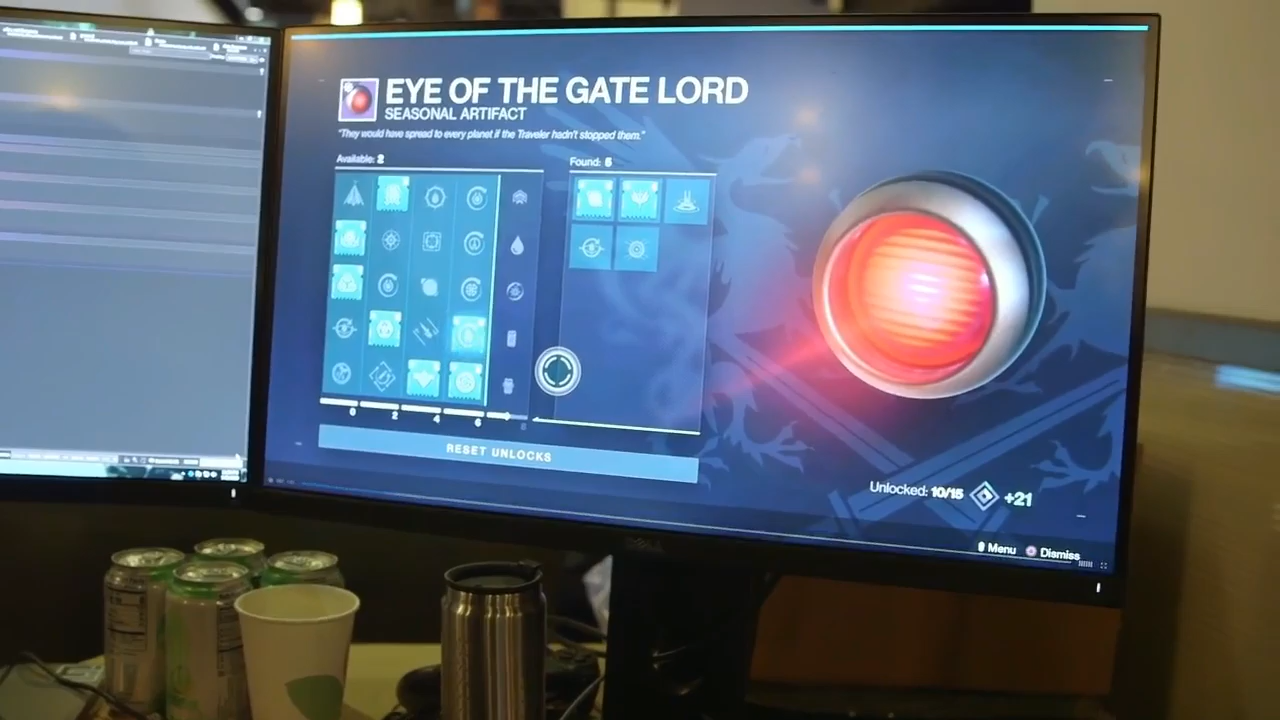 EYE OF THE GATE LORD
SEASONAL ARTIFACT
"They would have spread to every planet if the Traveler hadn't stopped them."
Available: 2
Found: 5
0 2 4 6 8
RESET UNLOCKS
Unlocked: 10/15 +21
Menu Dismiss
DELL